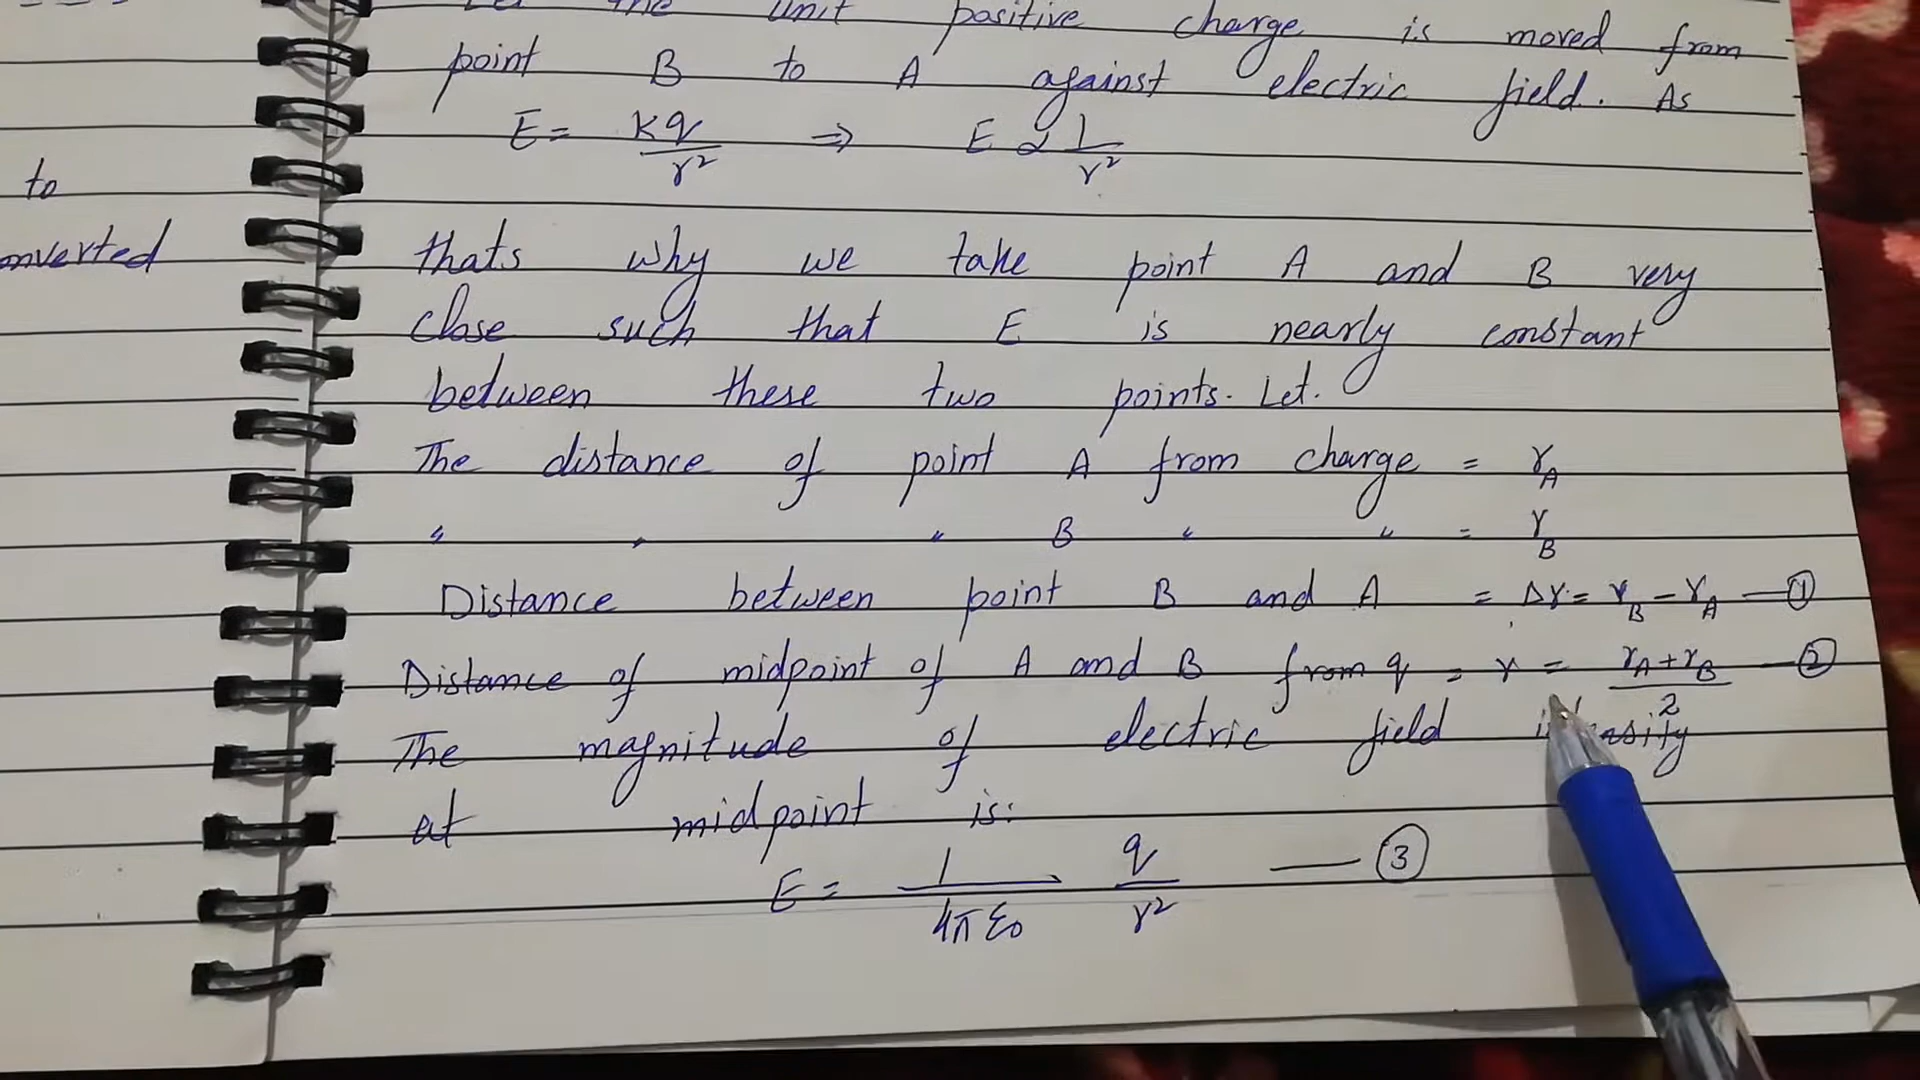 to
nverted
Let the unit positive charge is moved from
point B to A against electric field. As
E = Kq/r² ⇒ E ∝ 1/r²
thats why we take point A and B very
close such that E is nearly constant
between these two points. Let.
The distance of point A from charge = rA
" " " B " " = rB
Distance between point B and A = Δr = rB - rA — ①
Distance of midpoint of A and B from q = r = (rA + rB)/2 — ②
The magnitude of electric field intensity
at midpoint is:
E = 1/4πε₀ q/r² — ③